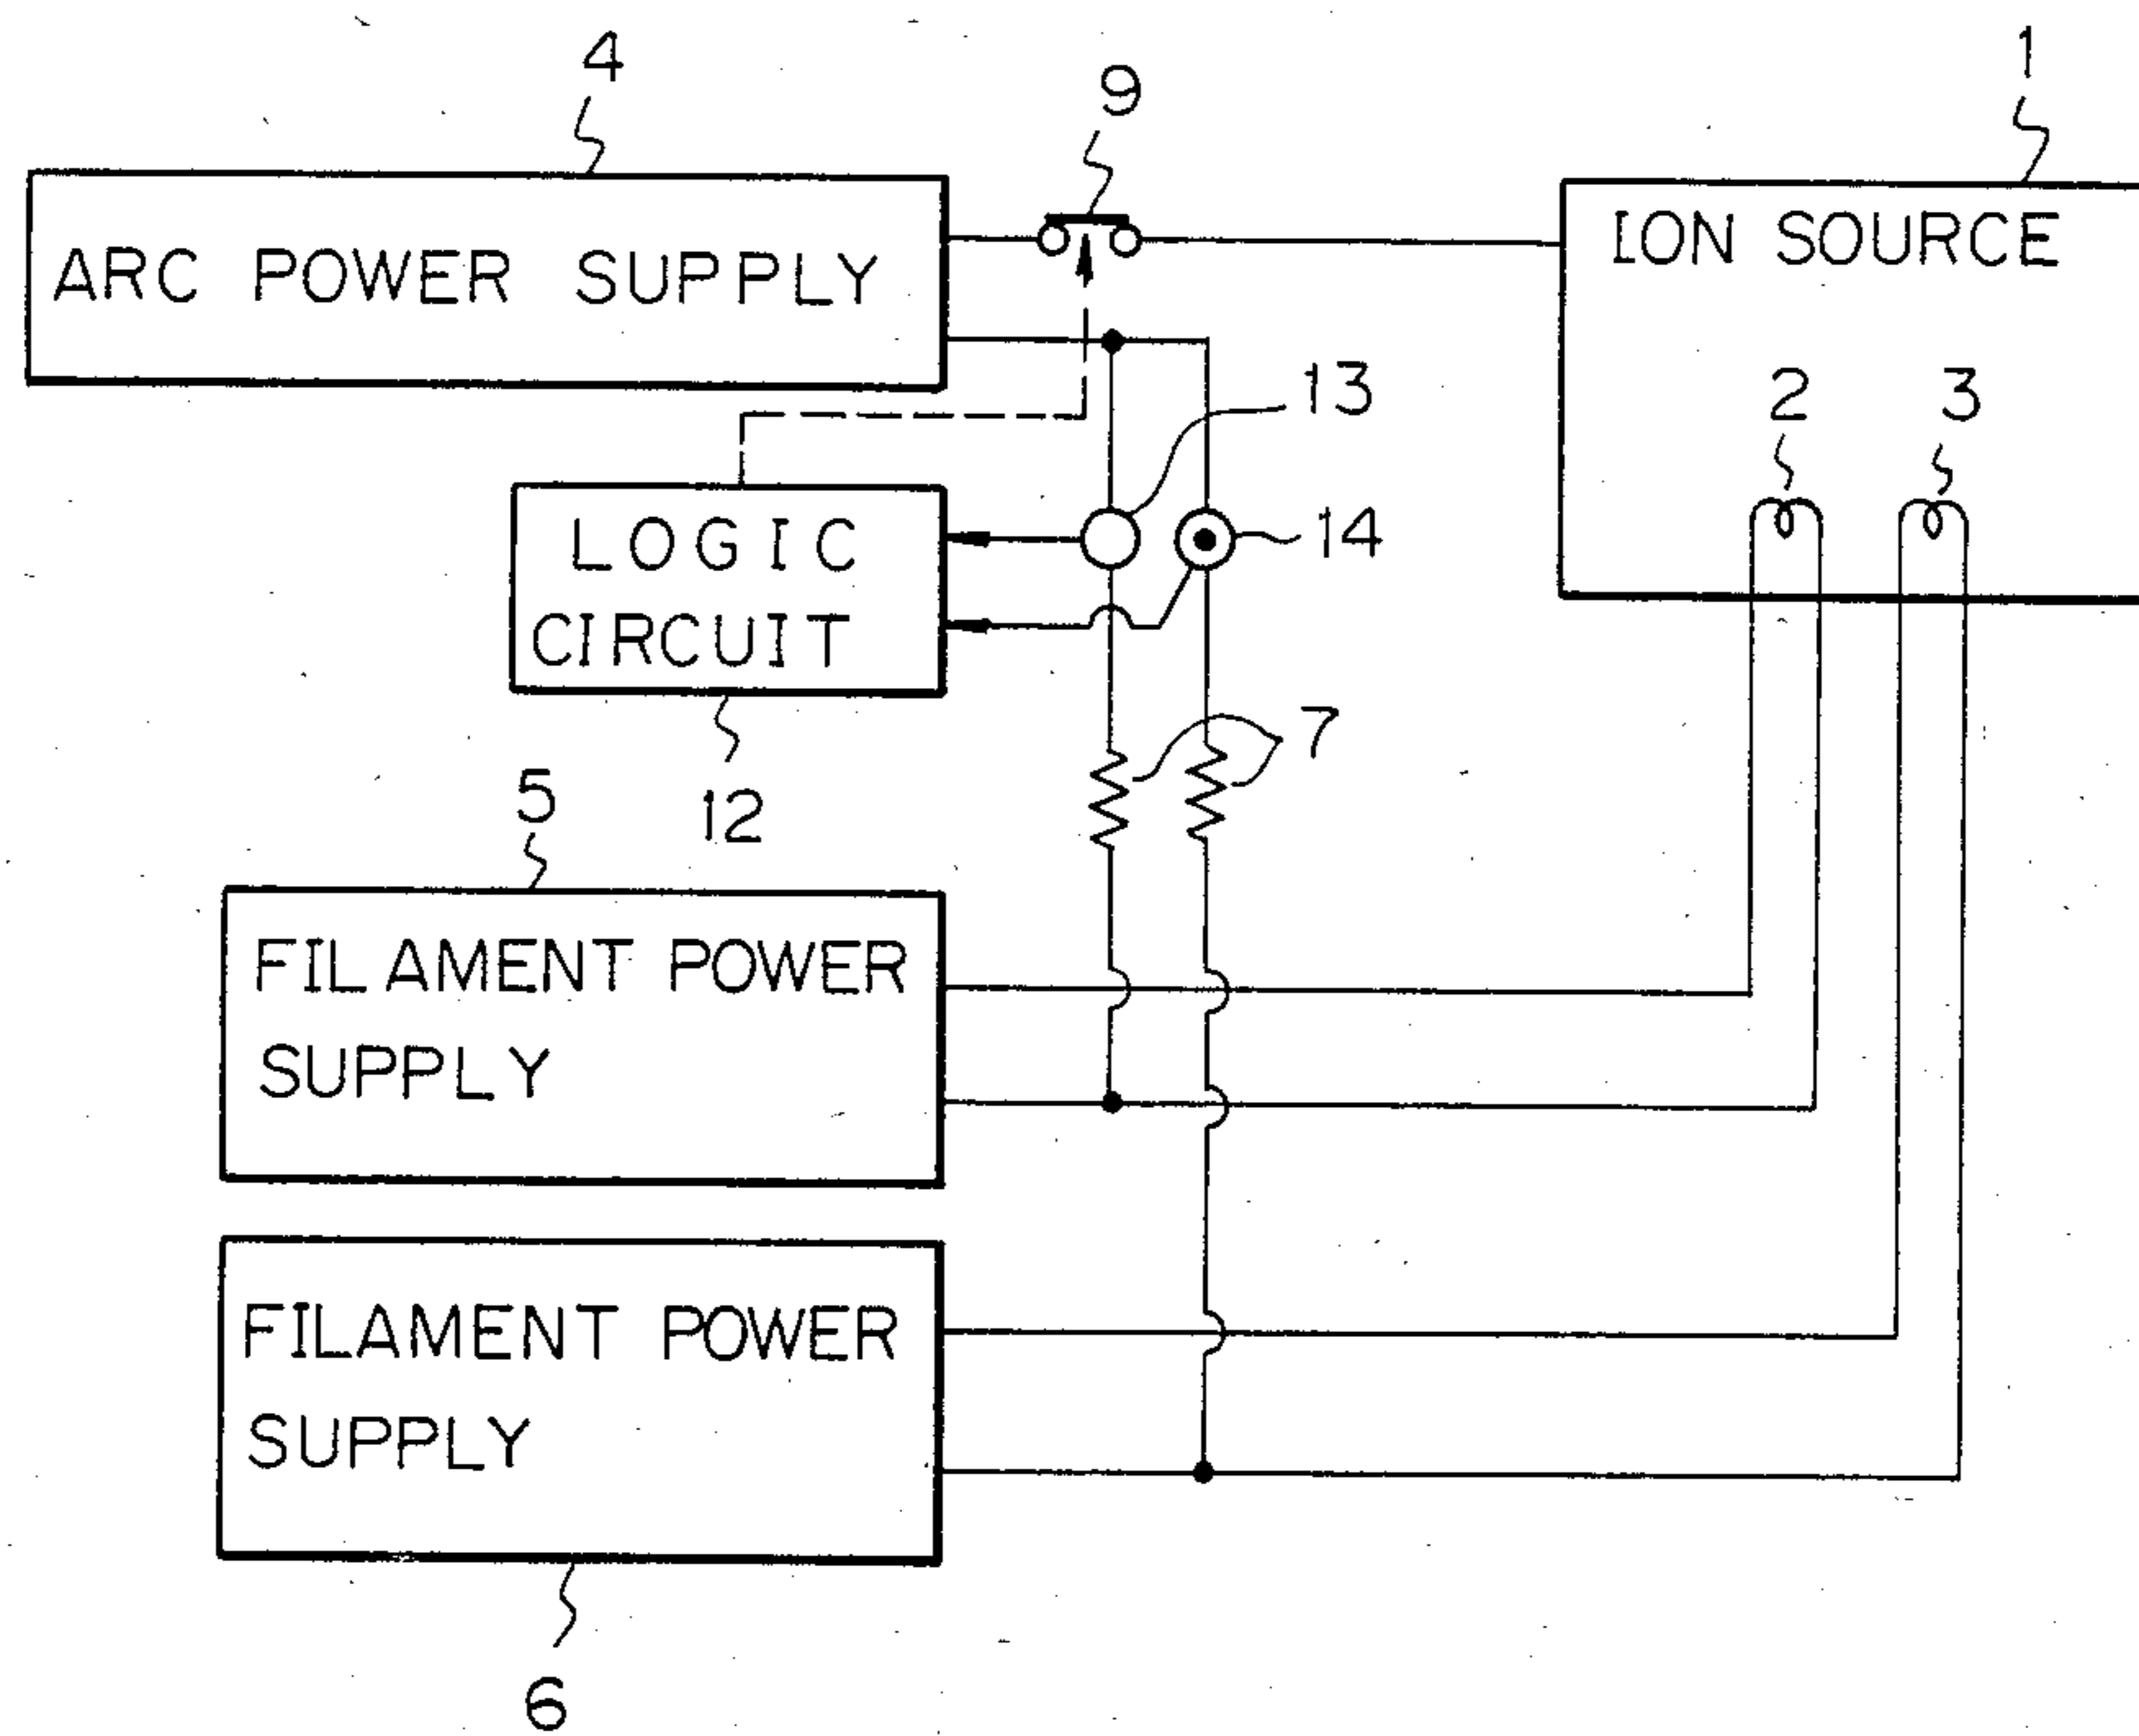 4
9
1
ARC POWER SUPPLY
ION SOURCE
13
2
3
LOGIC
CIRCUIT
14
7
12
5
FILAMENT POWER
SUPPLY
FILAMENT POWER
SUPPLY
6